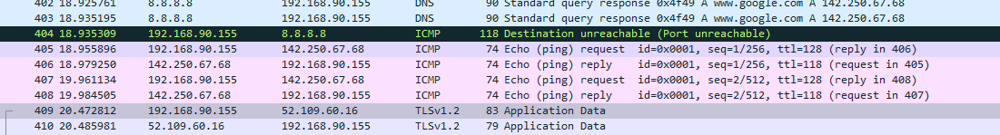 402 18.925761 8.8.8.8 192.168.90.155 DNS 90 Standard query response 0x4f49 A www.google.com A 142.250.67.68
403 18.935195 8.8.8.8 192.168.90.155 DNS 90 Standard query response 0x4f49 A www.google.com A 142.250.67.68
404 18.935309 192.168.90.155 8.8.8.8 ICMP 118 Destination unreachable (Port unreachable)
405 18.955896 192.168.90.155 142.250.67.68 ICMP 74 Echo (ping) request id=0x0001, seq=1/256, ttl=128 (reply in 406)
406 18.979250 142.250.67.68 192.168.90.155 ICMP 74 Echo (ping) reply id=0x0001, seq=1/256, ttl=118 (request in 405)
407 19.961134 192.168.90.155 142.250.67.68 ICMP 74 Echo (ping) request id=0x0001, seq=2/512, ttl=128 (reply in 408)
408 19.984505 142.250.67.68 192.168.90.155 ICMP 74 Echo (ping) reply id=0x0001, seq=2/512, ttl=118 (request in 407)
409 20.472812 192.168.90.155 52.109.60.16 TLSv1.2 83 Application Data
410 20.485981 52.109.60.16 192.168.90.155 TLSv1.2 79 Application Data